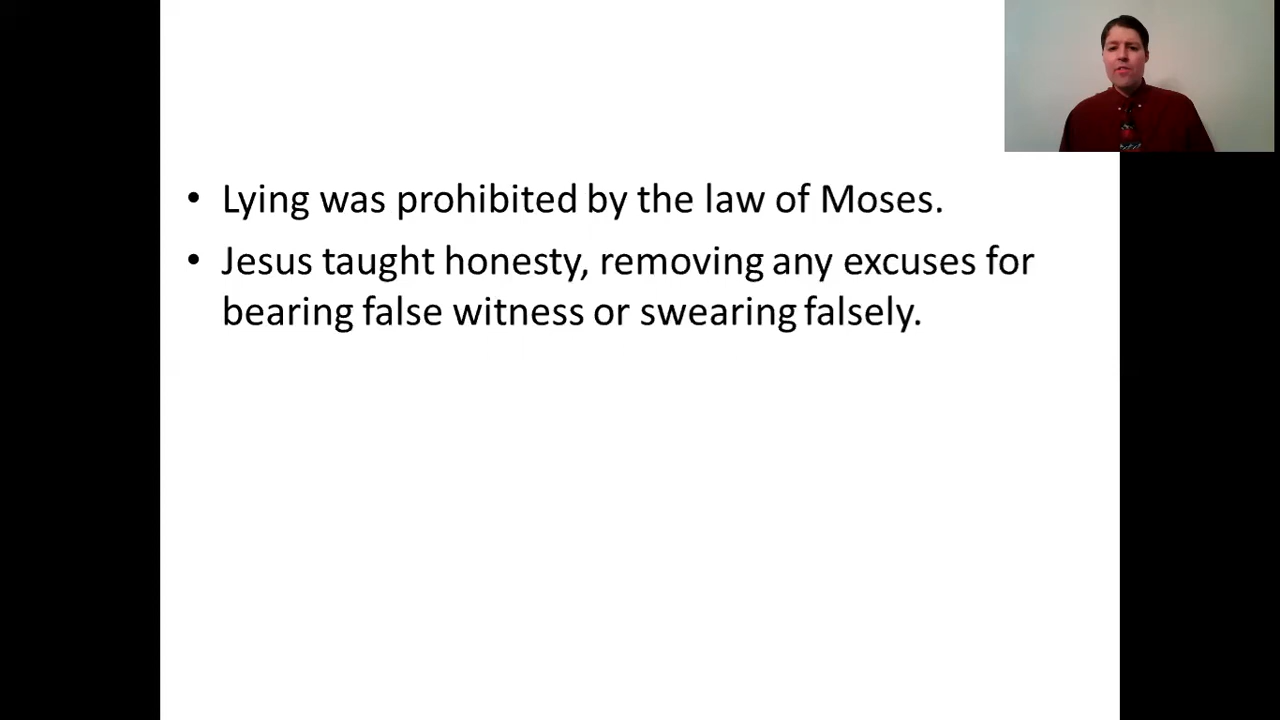 • Lying was prohibited by the law of Moses.
• Jesus taught honesty, removing any excuses for
bearing false witness or swearing falsely.